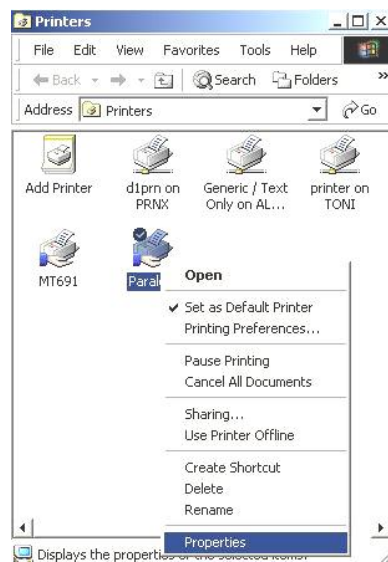 Printers
File Edit View Favorites Tools Help
Back Search Folders »
Address Printers Go
Add Printer
d1prn on
PRNX
Generic / Text
Only on AL...
printer on
TONI
MT691
Open
Set as Default Printer
Printing Preferences...
Pause Printing
Cancel All Documents
Sharing...
Use Printer Offline
Create Shortcut
Delete
Rename
Properties
Displays the properties of the selected items.